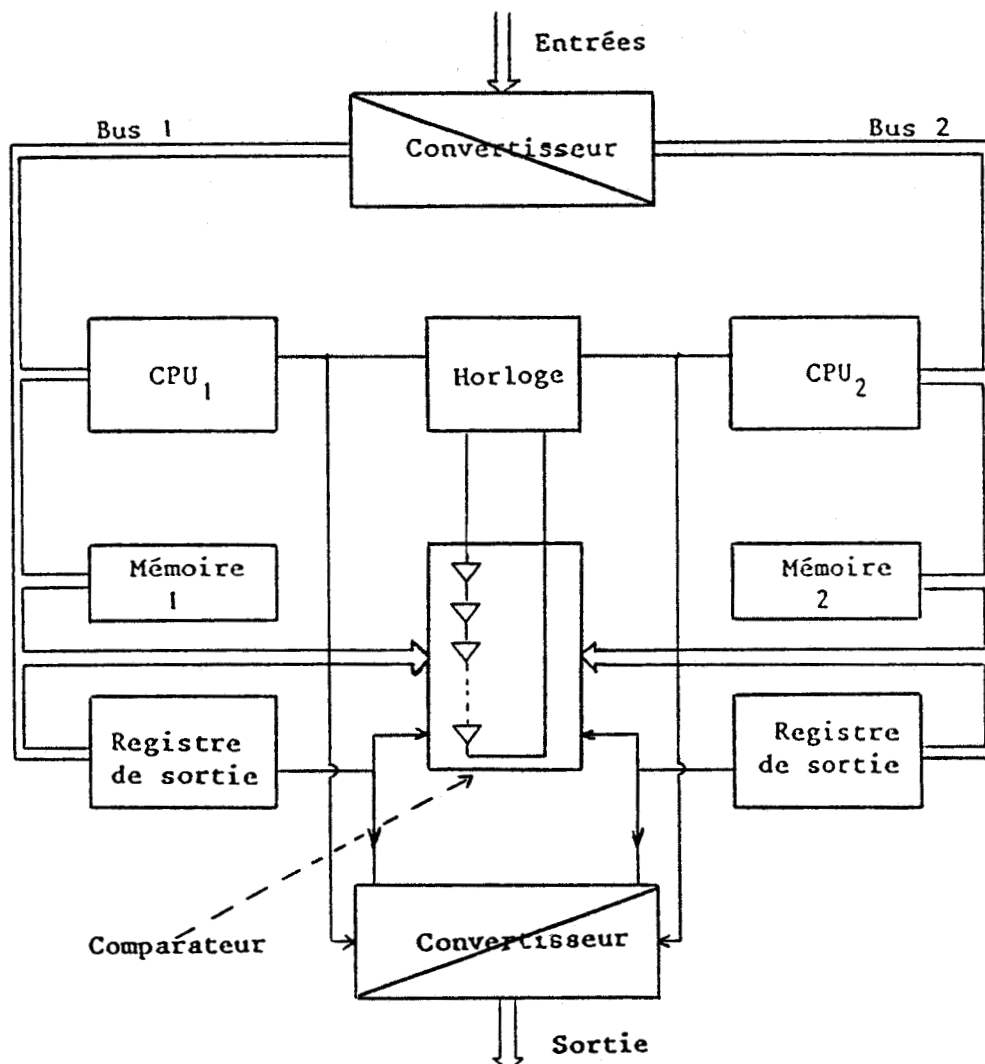 Entrées
Bus 1
Bus 2
Convertisseur
CPU1
Horloge
CPU2
Mémoire
1
Mémoire
2
Registre
de sortie
Registre
de sortie
Comparateur
Convertisseur
Sortie